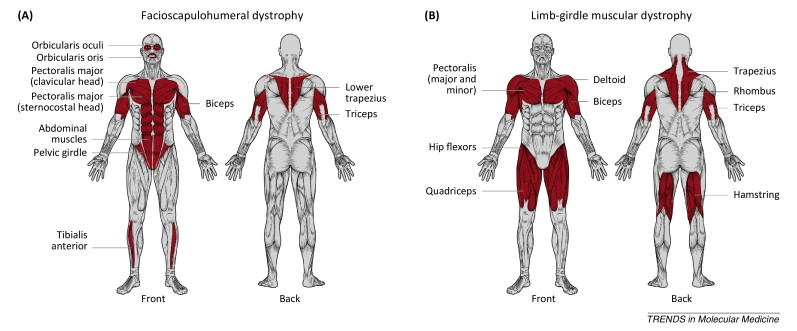 (A)
Facioscapulohumeral dystrophy
Orbicularis oculi
Orbicularis oris
Pectoralis major
(clavicular head)
Pectoralis major
(sternocostal head)
Abdominal
muscles
Pelvic girdle
Tibialis
anterior
Biceps
Lower
trapezius
Triceps
Front
Back
(B)
Limb-girdle muscular dystrophy
Pectoralis
(major and
minor)
Hip flexors
Quadriceps
Deltoid
Biceps
Trapezius
Rhombus
Triceps
Hamstring
Front
Back
TRENDS in Molecular Medicine